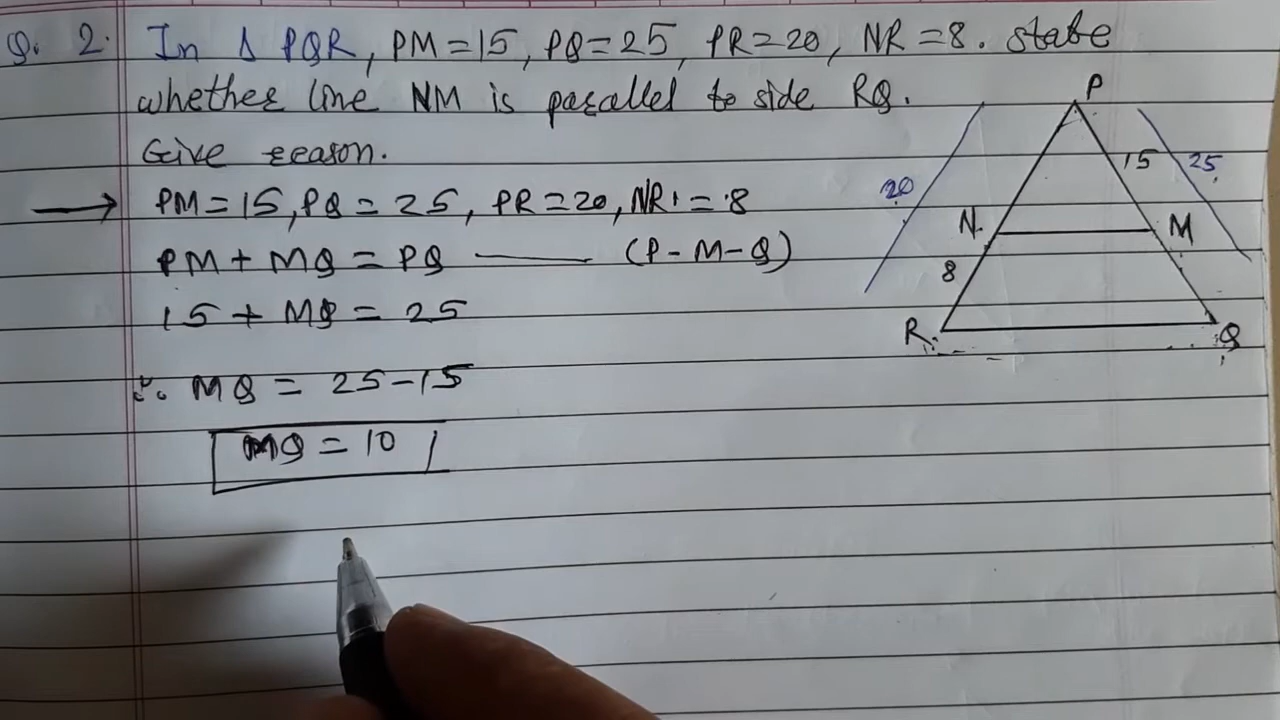 Q. 2. In Δ PQR, PM = 15, PQ = 25, PR = 20, NR = 8. state
whether line NM is parallel to side RQ.
Give reason.
→ PM = 15, PQ = 25, PR = 20, NR = 8
PM + MQ = PQ —— (P - M - Q)
15 + MQ = 25
∴ MQ = 25 - 15
MQ = 10
P
15
25
20
N
M
8
R
Q